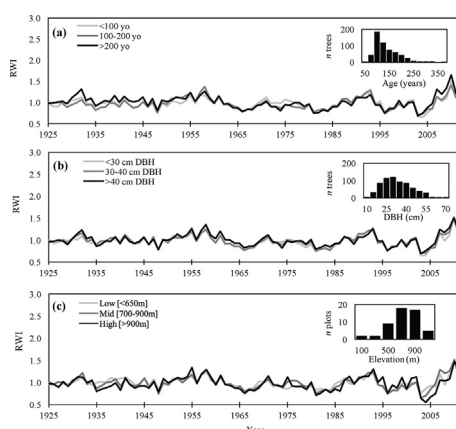 (a)
<100 yo
100-200 yo
>200 yo
RWI
3.0
2.5
2.0
1.5
1.0
0.5
1925 1935 1945 1955 1965 1975 1985 1995 2005
n trees
200
100
0
50 150 250 350
Age (years)
(b)
<30 cm DBH
30-40 cm DBH
>40 cm DBH
RWI
3.0
2.5
2.0
1.5
1.0
0.5
1925 1935 1945 1955 1965 1975 1985 1995 2005
n trees
200
100
0
10 25 40 55 70
DBH (cm)
(c)
Low [<650m]
Mid [700-900m]
High [>900m]
RWI
3.0
2.5
2.0
1.5
1.0
0.5
1925 1935 1945 1955 1965 1975 1985 1995 2005
n plots
20
10
0
100 500 900
Elevation (m)